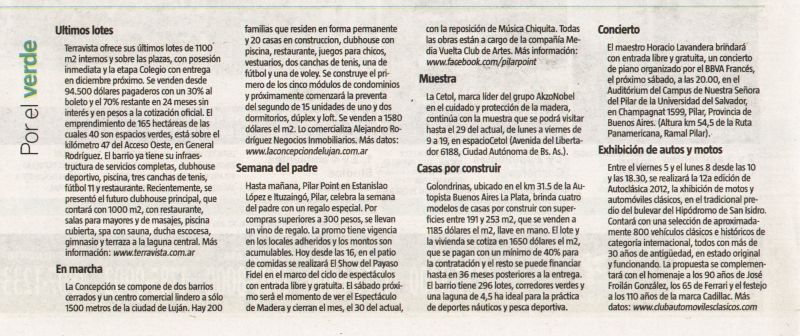 Por el verde
Ultimos lotes
Terravista ofrece sus últimos lotes de 1100
m2 internos y sobre las plazas, con posesión
inmediata y la etapa Colegio con entrega
en diciembre próximo. Se venden desde
94.500 dólares pagaderos con un 30% al
boleto y el 70% restante en 24 meses sin
interés y en pesos a la cotización oficial. El
emprendimiento de 165 hectáreas de las
cuales 40 son espacios verdes, está sobre el
kilómetro 47 del Acceso Oeste, en General
Rodríguez. El barrio ya tiene su infraes-
tructura de servicios completas, clubhouse
deportivo, piscina, tres canchas de tenis,
fútbol 11 y restaurante. Recientemente, se
presentó el futuro clubhouse principal, que
contará con 1000 m2, con restaurante,
salas para mayores y de masajes, piscina
cubierta, spa con sauna, ducha escocesa,
gimnasio y terraza a la laguna central. Más
información: www.terravista.com.ar
En marcha
La Concepción se compone de dos barrios
cerrados y un centro comercial lindero a sólo
1500 metros de la ciudad de Luján. Hay 200
familias que residen en forma permanente
y 20 casas en construcción, clubhouse con
piscina, restaurante, juegos para chicos,
vestuarios, dos canchas de tenis, una de
fútbol y una de voley. Se construye el pri-
mero de los cinco módulos de condominios
y próximamente comenzará la preventa
del segundo de 15 unidades de uno y dos
dormitorios, dúplex y loft. Se venden a 1580
dólares el m2. Lo comercializa Alejandro Ro-
dríguez Negocios Inmobiliarios. Más datos:
www.laconcepciondelujan.com.ar
Semana del padre
Hasta mañana, Pilar Point en Estanislao
López e Ituzaingó, Pilar, celebra la semana
del padre con un regalo especial. Por
compras superiores a 300 pesos, se llevan
un vino de regalo. La promo tiene vigencia
en los locales adheridos y los montos son
acumulables. Hoy desde las 16, en el patio
de comidas se realizará el Show del Payaso
Fidel en el marco del ciclo de espectáculos
con entrada libre y gratuita. El sábado próxi-
mo será el momento de ver el Espectáculo
de Madera y cierran el mes, el 30 del actual,
con la reposición de Música Chiquita. Todas
las obras están a cargo de la compañía Me-
dia Vuelta Club de Artes. Más información:
www.facebook.com/pilarpoint
Muestra
La Cetol, marca líder del grupo AkzoNobel
en el cuidado y protección de la madera,
continúa con la muestra que se podrá visitar
hasta el 29 del actual, de lunes a viernes de
9 a 19, en espacioCetol (Avenida del Liberta-
dor 6188, Ciudad Autónoma de Bs. As.).
Casas por construir
Golondrinas, ubicado en el km 31.5 de la Au-
topista Buenos Aires La Plata, brinda cuatro
modelos de casas por construir con super-
ficies entre 191 y 253 m2, que se venden a
1185 dólares el m2, llave en mano. El lote y
la vivienda se cotiza en 1650 dólares el m2,
que se pagan con un mínimo de 40% para
la contratación y el resto se puede financiar
hasta en 36 meses posteriores a la entrega.
El barrio tiene 296 lotes, corredores verdes y
una laguna de 4,5 ha ideal para la práctica
de deportes náuticos y pesca deportiva.
Concierto
El maestro Horacio Lavandera brindará
con entrada libre y gratuita, un concierto
de piano organizado por el BBVA Francés,
el próximo sábado, a las 20.00, en el
Auditórium del Campus de Nuestra Señora
del Pilar de la Universidad del Salvador,
en Champagnat 1599, Pilar, Provincia de
Buenos Aires. (Altura km 54,5 de la Ruta
Panamericana, Ramal Pilar).
Exhibición de autos y motos
Entre el viernes 5 y el lunes 8 desde las 10
y las 18.30, se realizará la 12a edición de
Autoclásica 2012, la xhibición de motos y
automóviles clásicos, en el tradicional pre-
dio del bulevar del Hipódromo de San Isidro.
Contará con una selección de aproximada-
mente 800 vehículos clásicos e históricos de
categoría internacional, todos con más de
30 años de antigüedad, en estado original
y funcionando. La propuesta se complemen-
tará con el homenaje a los 90 años de José
Froilán González, los 65 de Ferrari y el festejo
a los 110 años de la marca Cadillac. Más
datos: www.clubautomovilesclasicos.com